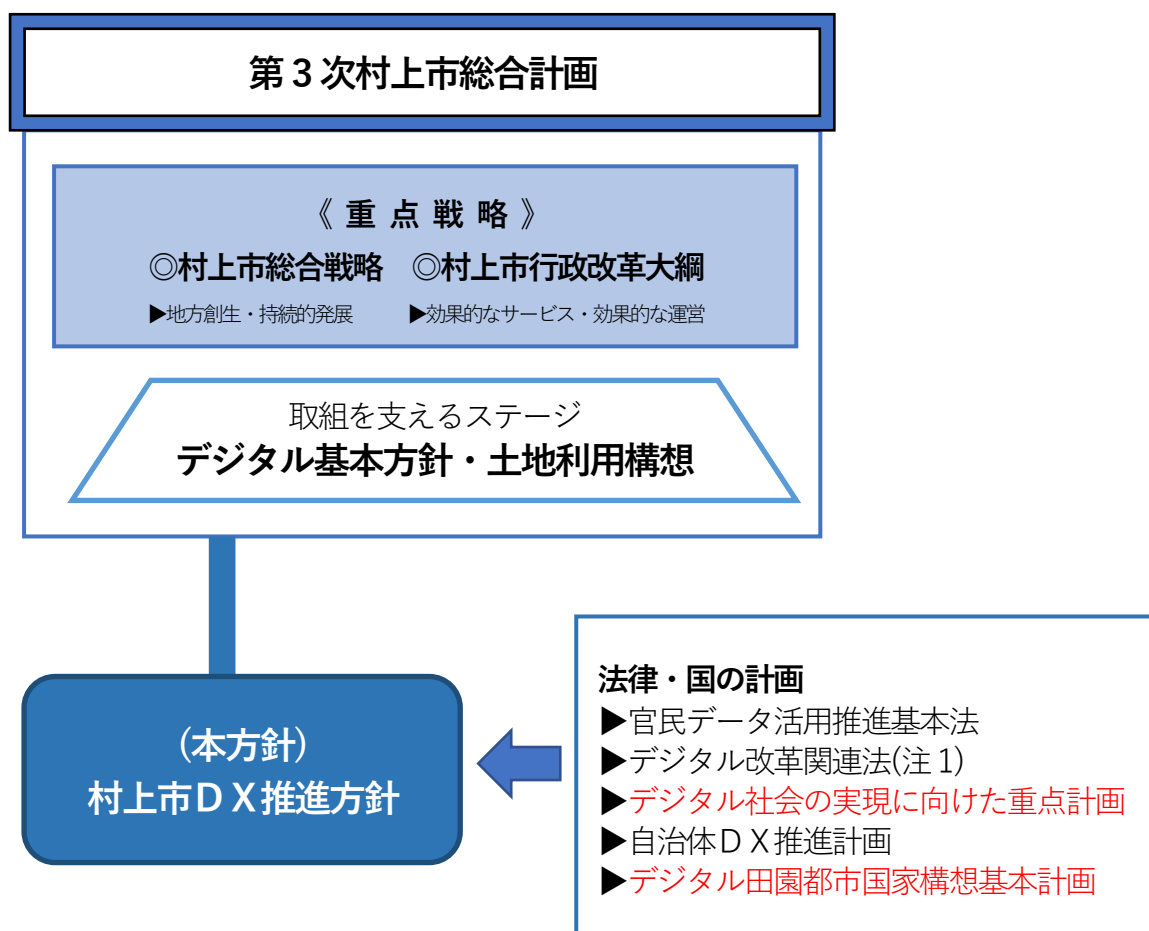 第３次村上市総合計画
《 重 点 戦 略 》
◎村上市総合戦略　◎村上市行政改革大綱
▶地方創生・持続的発展　▶効果的なサービス・効果的な運営
取組を支えるステージ
デジタル基本方針・土地利用構想
(本方針)
村上市ＤＸ推進方針
法律・国の計画
▶官民データ活用推進基本法
▶デジタル改革関連法(注 1)
▶デジタル社会の実現に向けた重点計画
▶自治体ＤＸ推進計画
▶デジタル田園都市国家構想基本計画